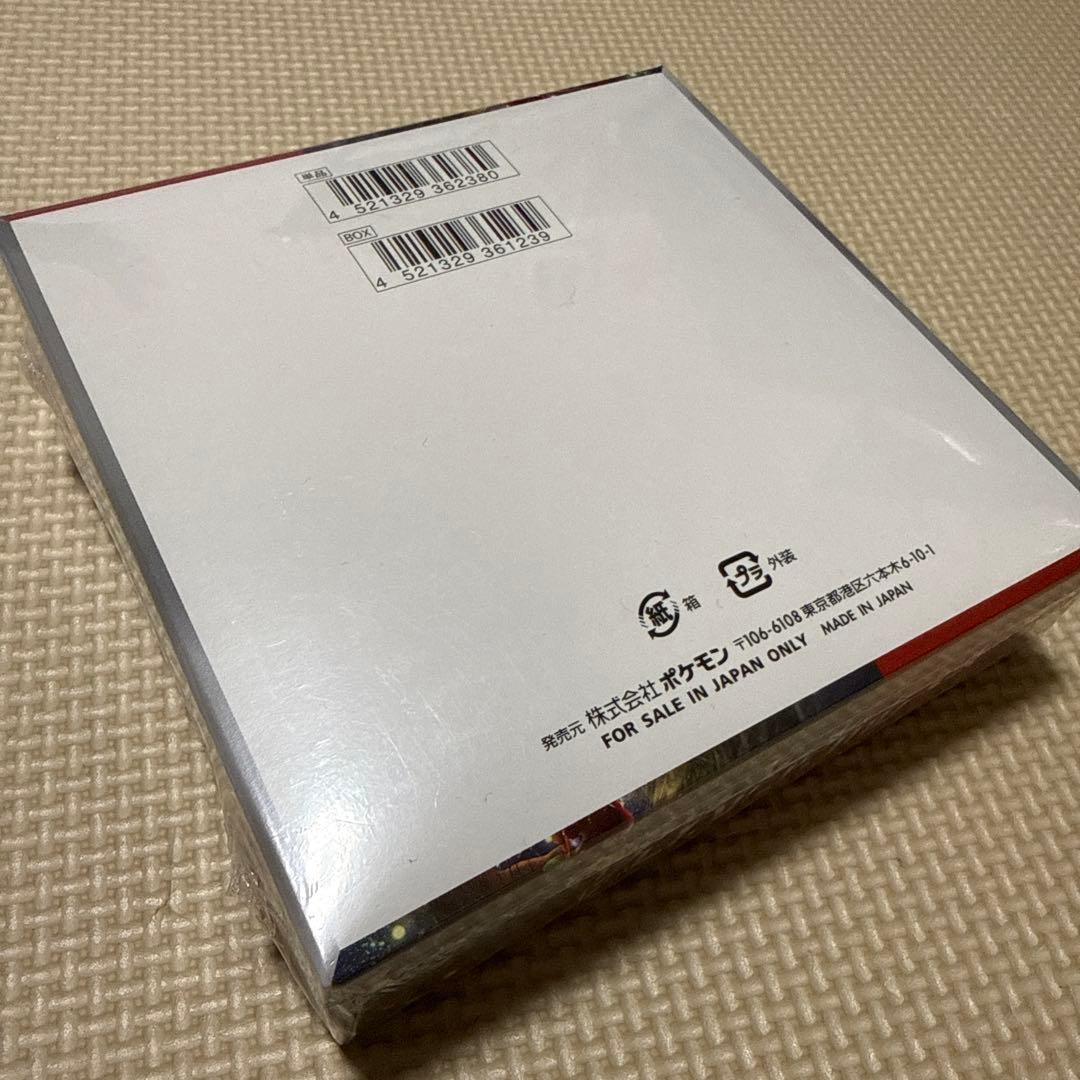 単品
4 521329 362380
BOX
4 521329 361239
紙 箱
プラ 外装
発売元 株式会社ポケモン 〒106-6108 東京都港区六本木6-10-1
FOR SALE IN JAPAN ONLY MADE IN JAPAN